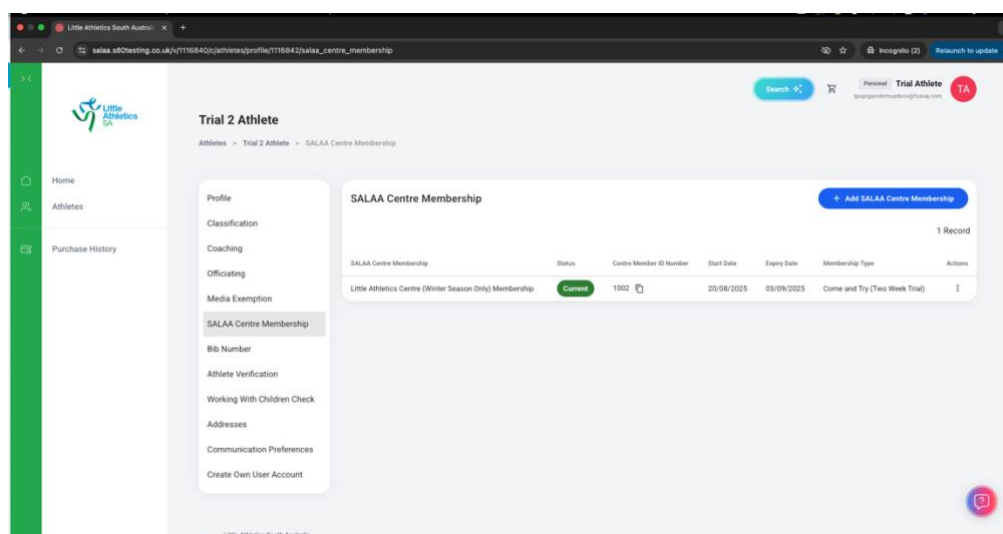 Little Athletics South Australi
salaa.s80testing.co.uk/v/1116840/c/athletes/profile/1116842/salaa_centre_membership
Incognito (2)
Relaunch to update
Little
Athletics
SA
Search
Personal
Trial Athlete
TA
Trial 2 Athlete
Athletes > Trial 2 Athlete > SALAA Centre Membership
Home
Athletes
Purchase History
Profile
Classification
Coaching
Officiating
Media Exemption
SALAA Centre Membership
Bib Number
Athlete Verification
Working With Children Check
Addresses
Communication Preferences
Create Own User Account
SALAA Centre Membership
+ Add SALAA Centre Membership
1 Record
SALAA Centre Membership Status Centre Member ID Number Start Date Expiry Date Membership Type Actions
Little Athletics Centre (Winter Season Only) Membership Current 1002 20/08/2025 03/09/2025 Come and Try (Two Week Trial)